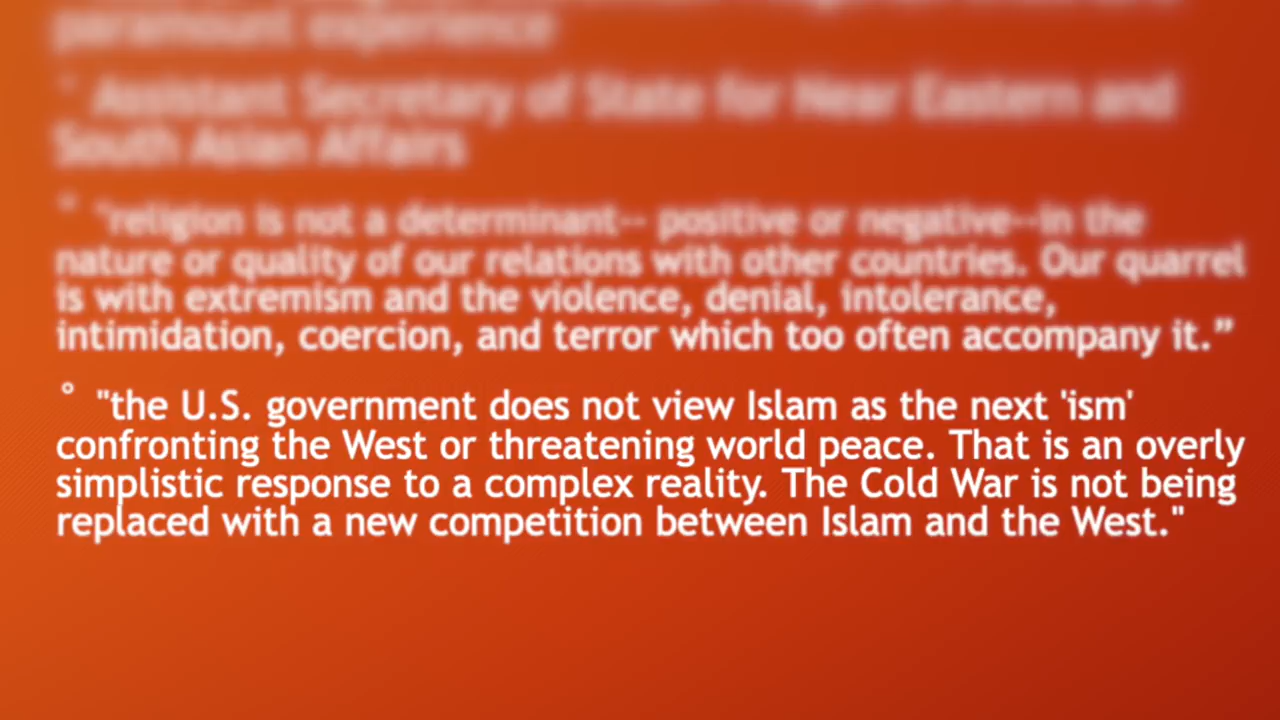 paramount experience
° Assistant Secretary of State for Near Eastern and
South Asian Affairs
° "religion is not a determinant-- positive or negative--in the
nature or quality of our relations with other countries. Our quarrel
is with extremism and the violence, denial, intolerance,
intimidation, coercion, and terror which too often accompany it.”
° "the U.S. government does not view Islam as the next 'ism'
confronting the West or threatening world peace. That is an overly
simplistic response to a complex reality. The Cold War is not being
replaced with a new competition between Islam and the West."